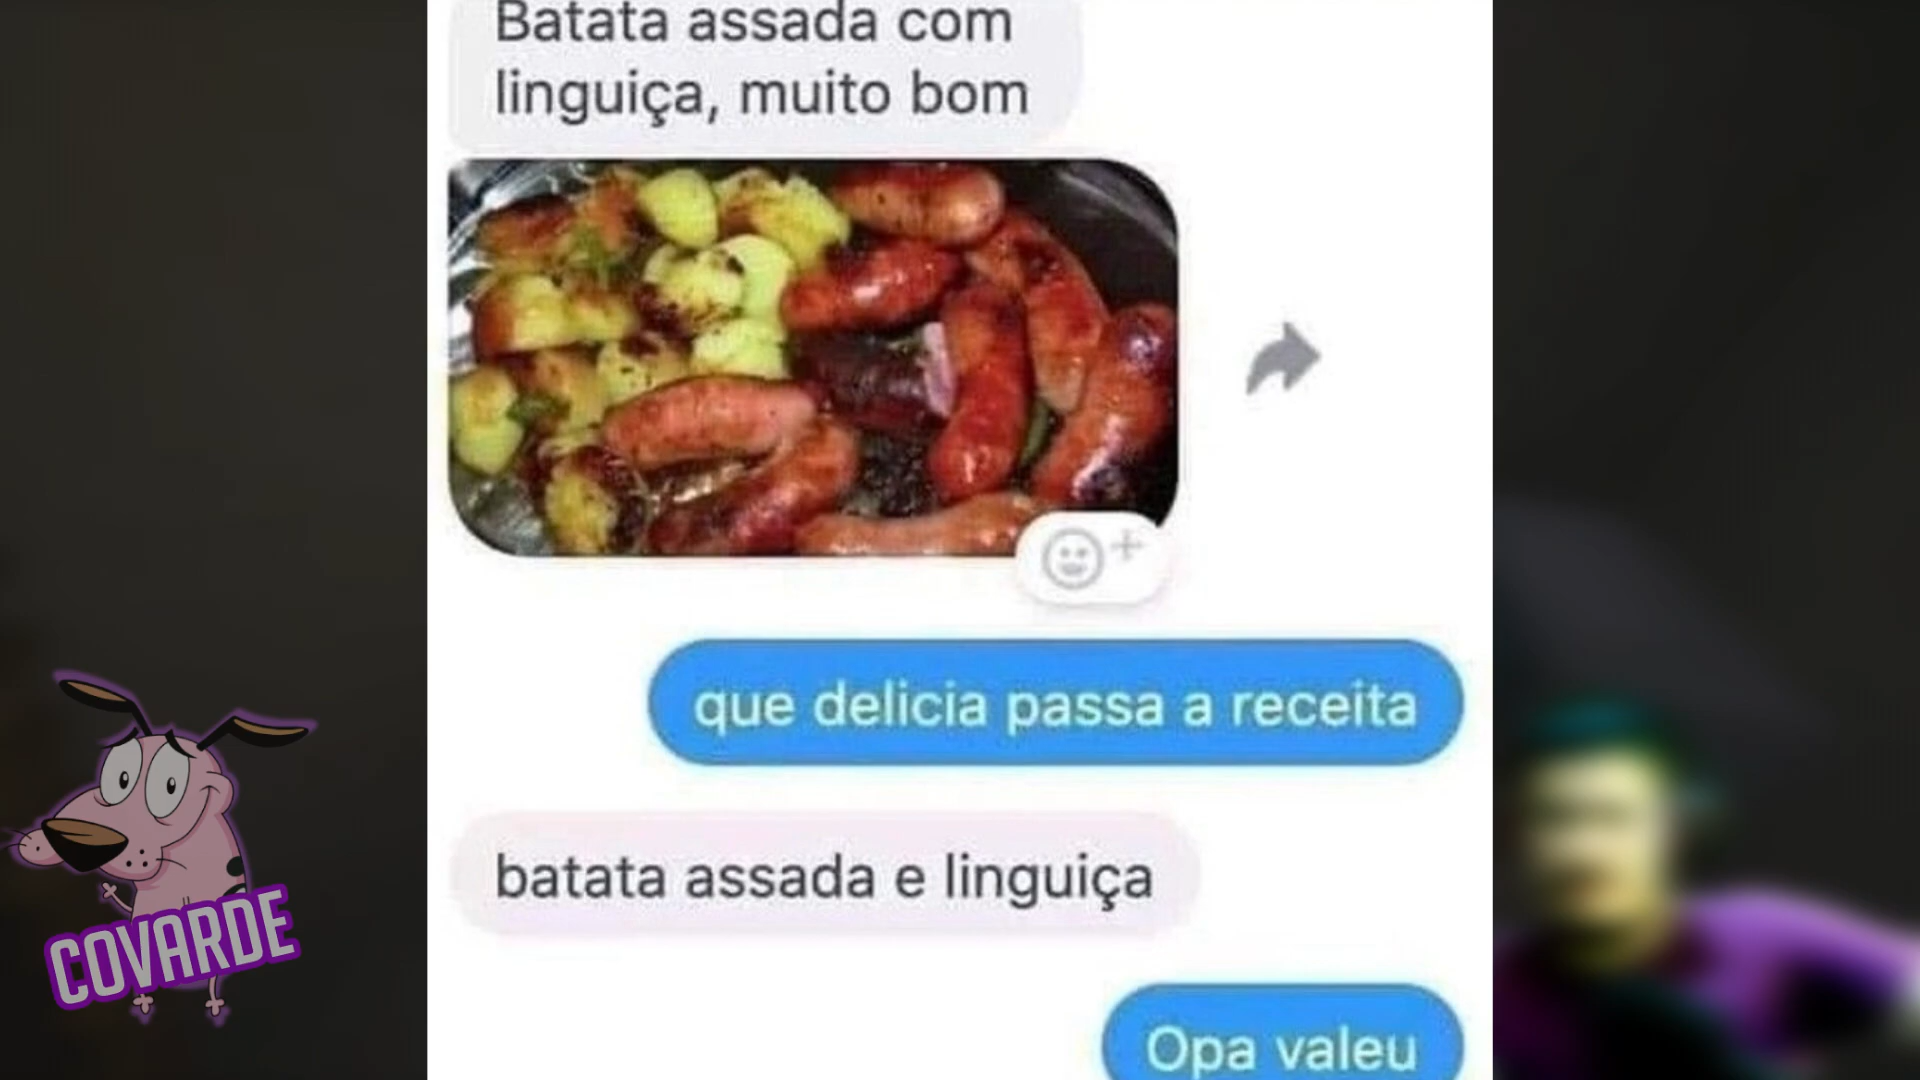 Batata assada com
linguiça, muito bom
que delicia passa a receita
batata assada e linguiça
Opa valeu
COVARDE